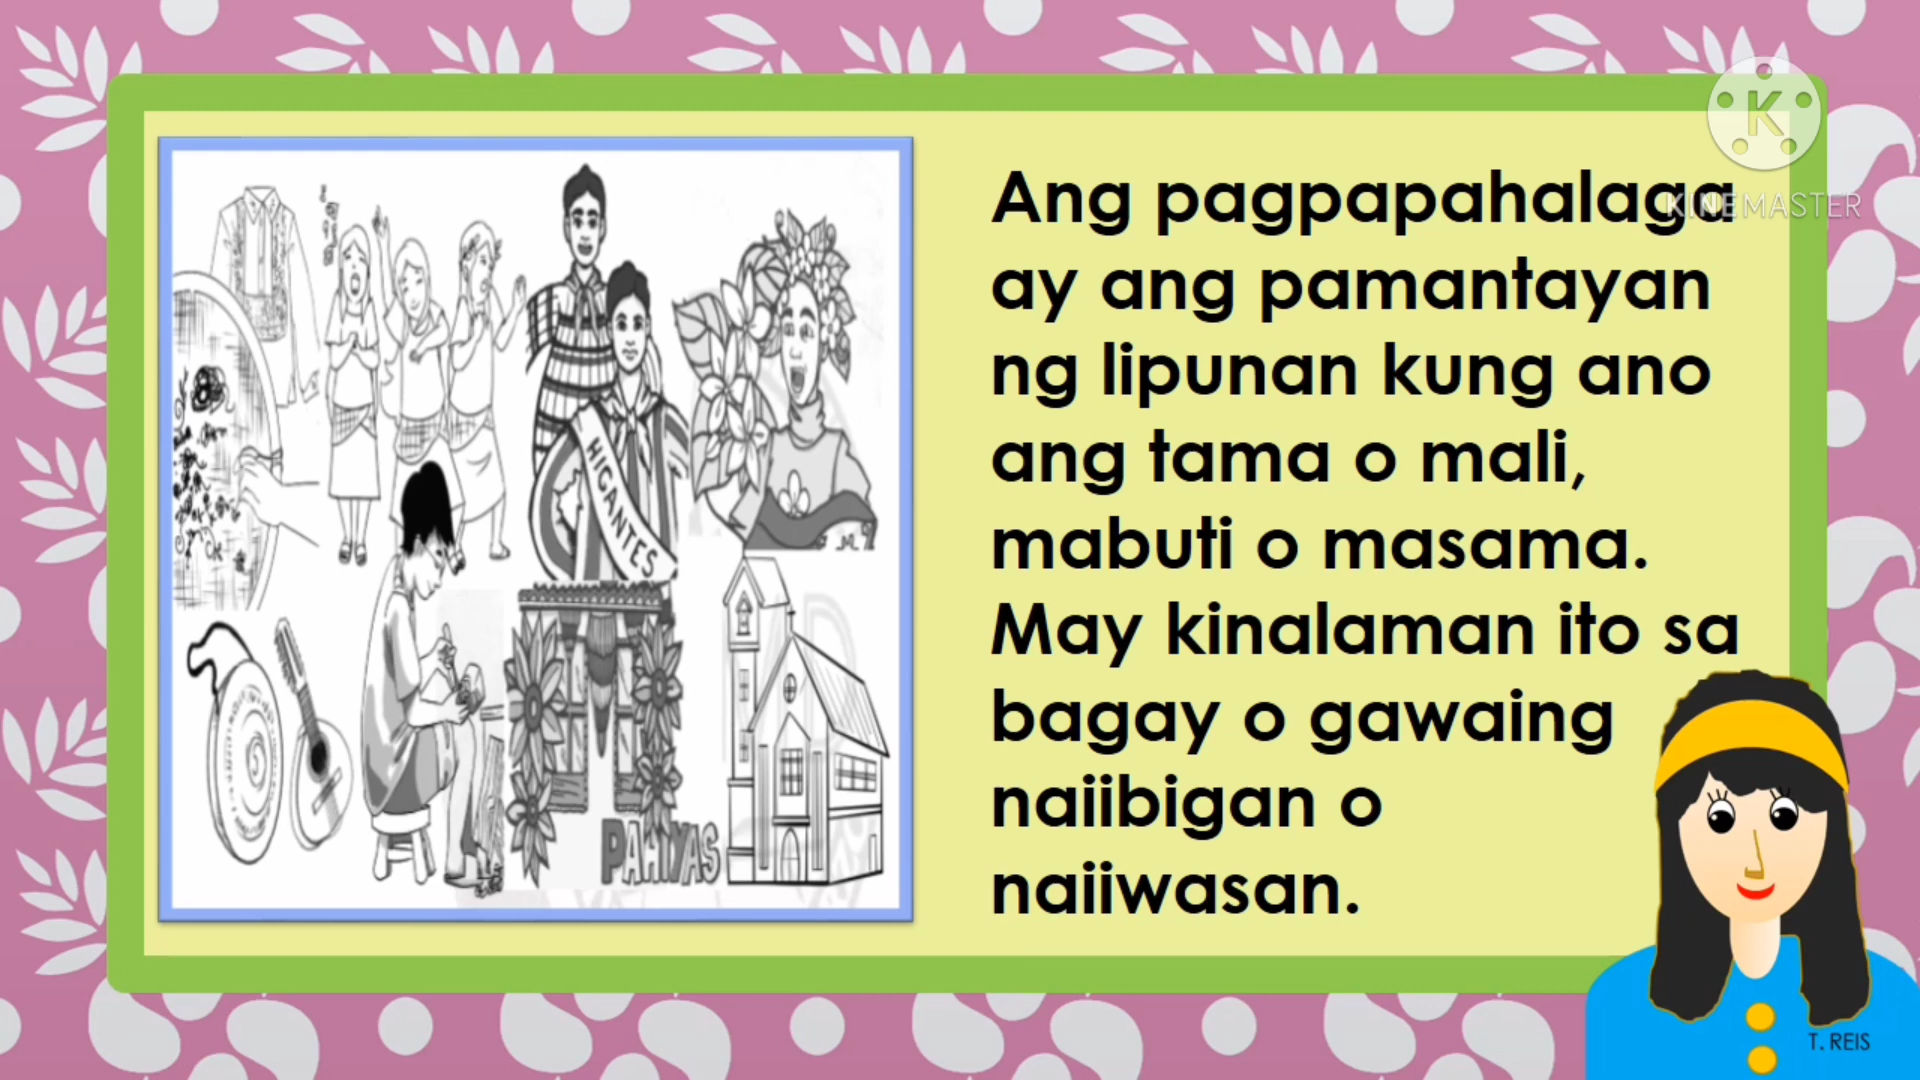 K
KINEMASTER
Ang pagpapahalaga
ay ang pamantayan
ng lipunan kung ano
ang tama o mali,
mabuti o masama.
May kinalaman ito sa
bagay o gawaing
naiibigan o
naiiwasan.
HIGANTES
PAHIYAS
T. REIS